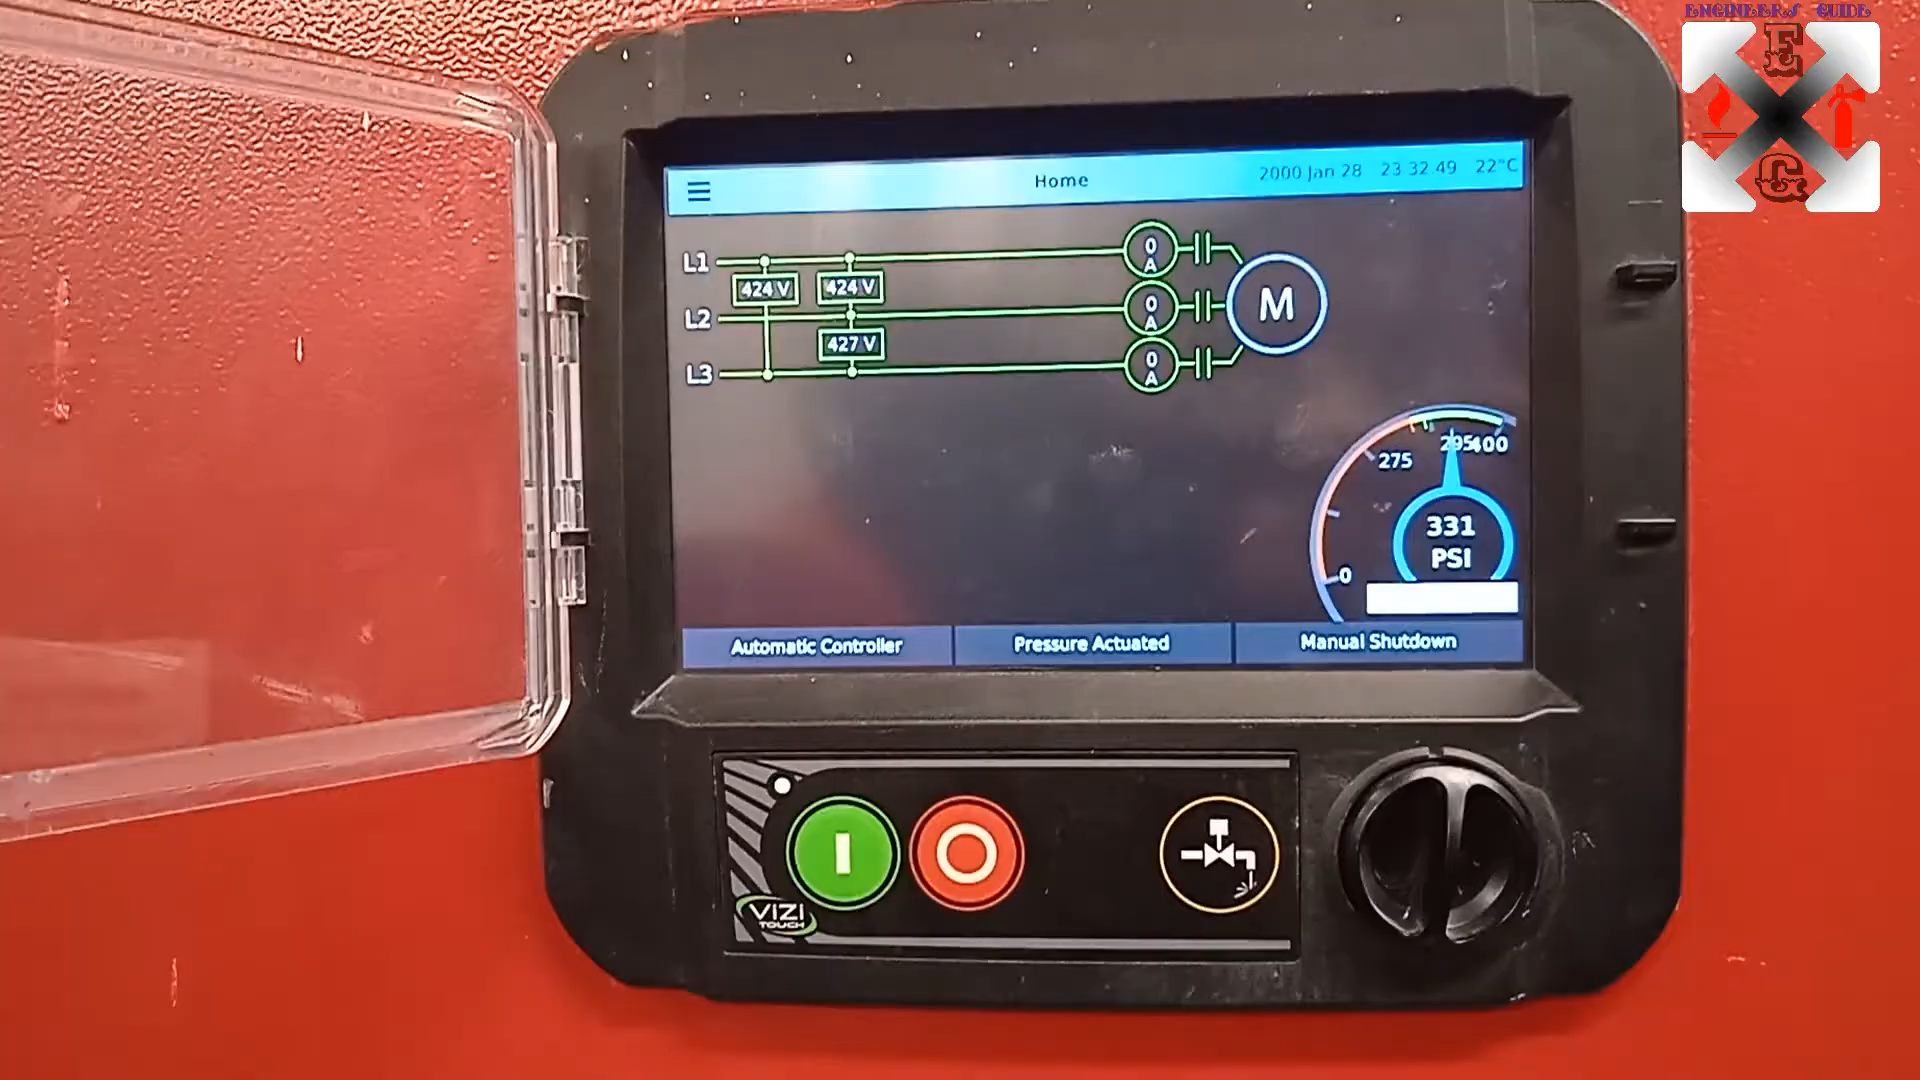 ENGINEERS GUIDE
E
G
Home
2000 Jan 28 23 32 49 22°C
L1
424 V
424 V
0 A
L2
427 V
0 A
M
L3
0 A
275
295
400
0
331
PSI
Automatic Controller
Pressure Actuated
Manual Shutdown
VIZI
TOUCH